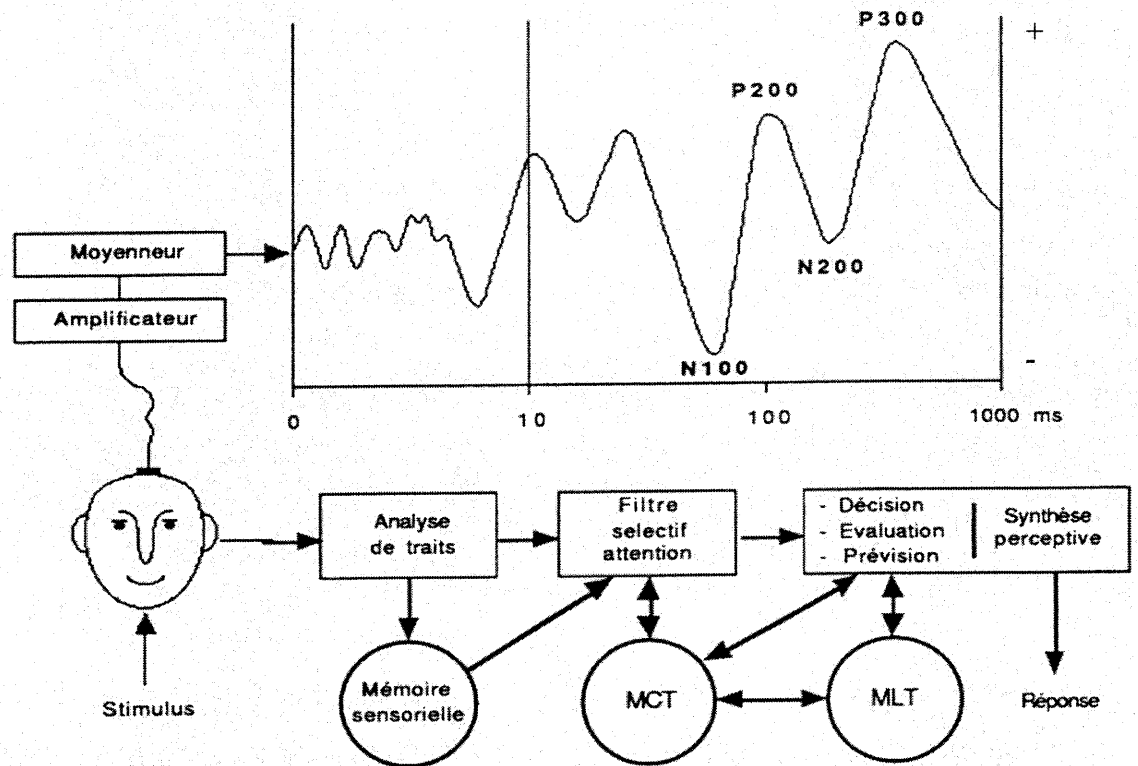 P300
+
P200
Moyenneur
N200
Amplificateur
-
N100
0
10
100
1000 ms
Analyse
de traits
Filtre
selectif
attention
- Décision
- Evaluation
- Prévision
Synthèse
perceptive
Mémoire
sensorielle
MCT
MLT
Réponse
Stimulus